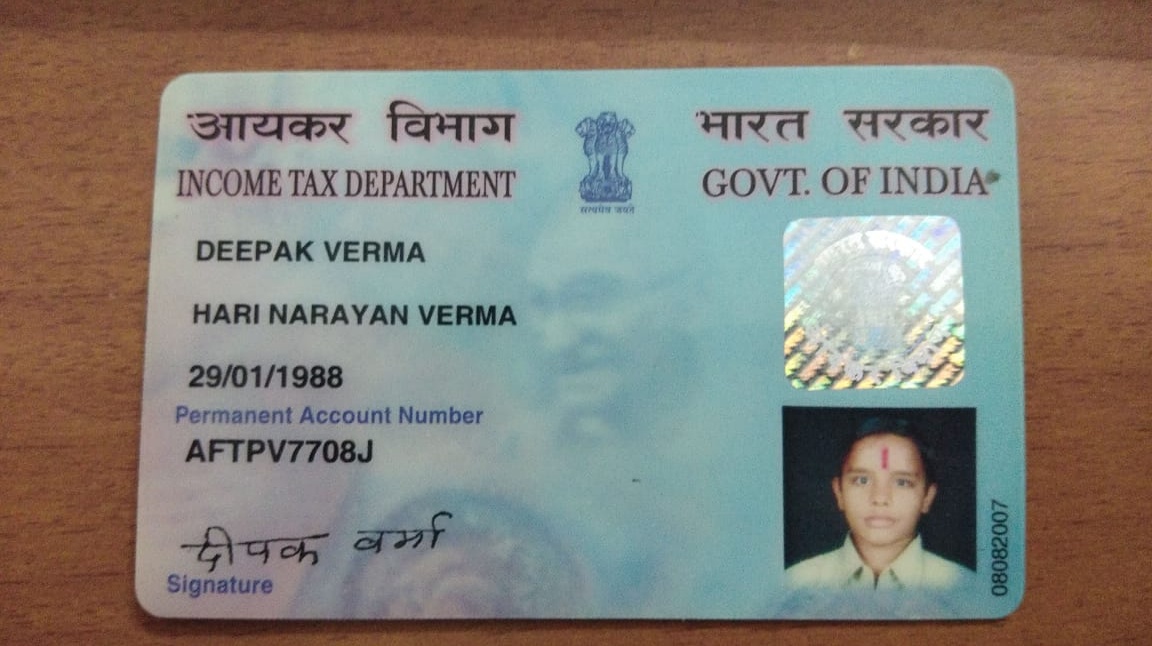 आयकर विभाग
INCOME TAX DEPARTMENT
सत्यमेव जयते
भारत सरकार
GOVT. OF INDIA
DEEPAK VERMA
HARI NARAYAN VERMA
29/01/1988
Permanent Account Number
AFTPV7708J
दीपक वर्मा
Signature
08082007